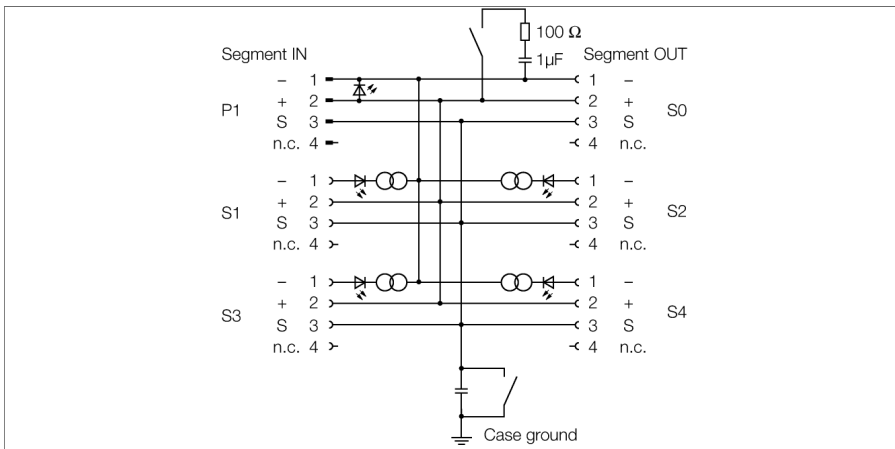 100 Ω
Segment IN 1µF Segment OUT
− 1 1 −
P1 + 2 2 + S0
S 3 3 S
n.c. 4 4 n.c.
− 1 1 −
S1 + 2 2 + S2
S 3 3 S
n.c. 4 4 n.c.
− 1 1 −
S3 + 2 2 + S4
S 3 3 S
n.c. 4 4 n.c.
Case ground